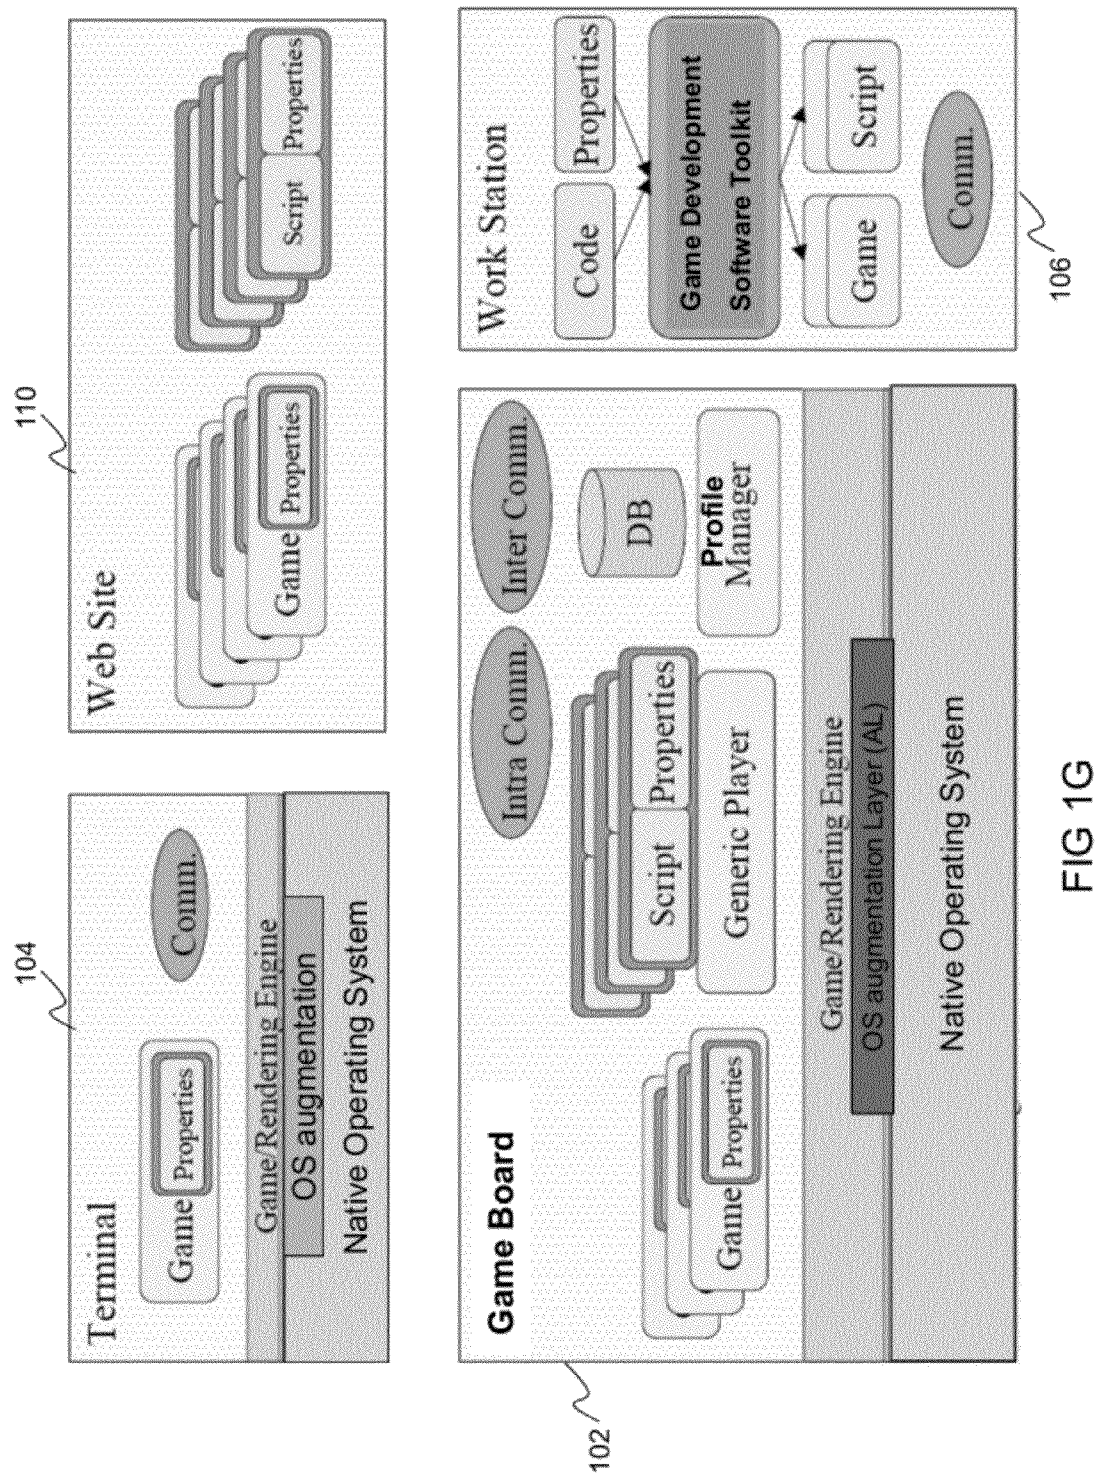 104
Terminal
Game
Properties
Comm.
Game/Rendering Engine
OS augmentation
Native Operating System
110
Web Site
Game
Properties
Script
Properties
102
Game Board
Game
Properties
Script
Properties
Generic Player
Intra Comm.
Inter Comm.
DB
Profile
Manager
Game/Rendering Engine
OS augmentation Layer (AL)
Native Operating System
106
Work Station
Code
Properties
Game Development
Software Toolkit
Game
Script
Comm.
FIG 1G